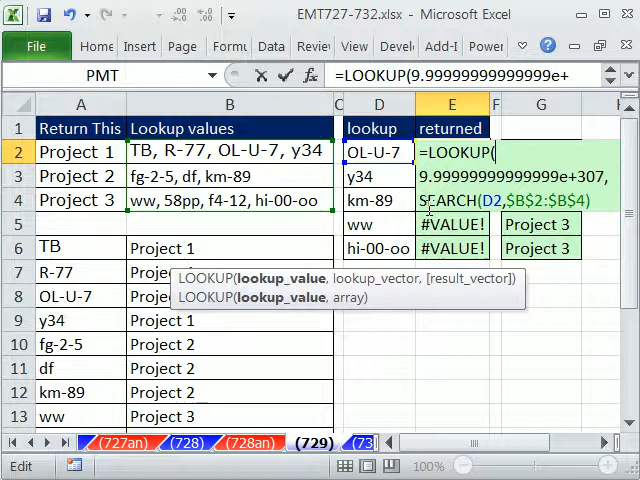 EMT727-732.xlsx - Microsoft Excel
File Home Insert Page Formu Data Revie View Add-I Power
PMT =LOOKUP(9.99999999999999e+
A B C D E F G
1 Return This Lookup values lookup returned
2 Project 1 TB, R-77, OL-U-7, y34 OL-U-7 =LOOKUP(
3 Project 2 fg-2-5, df, km-89 y34 9.99999999999999e+307,
4 Project 3 ww, 58pp, f4-12, hi-00-oo km-89 SEARCH(D2,$B$2:$B$4)
5 ww #VALUE! Project 3
6 TB Project 1 hi-00-oo #VALUE! Project 3
7 R-77 Project 1
LOOKUP(lookup_value, lookup_vector, [result_vector])
8 OL-U-7
LOOKUP(lookup_value, array)
9 y34 Project 1
10 fg-2-5 Project 2
11 df Project 2
12 km-89 Project 2
13 ww Project 3
(727an) (728) (728an) (729) (73
Edit 100%